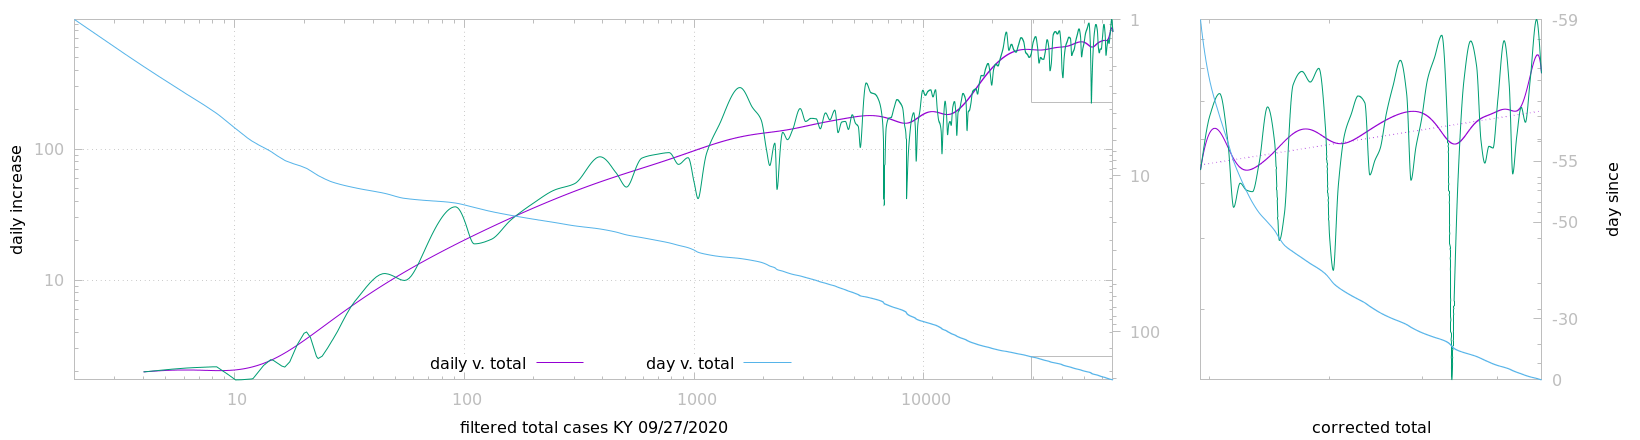 1
-59
daily increase
100
10
-55
-50
day since
10
100
-30
daily v. total
day v. total
0
10
100
1000
10000
filtered total cases KY 09/27/2020
corrected total